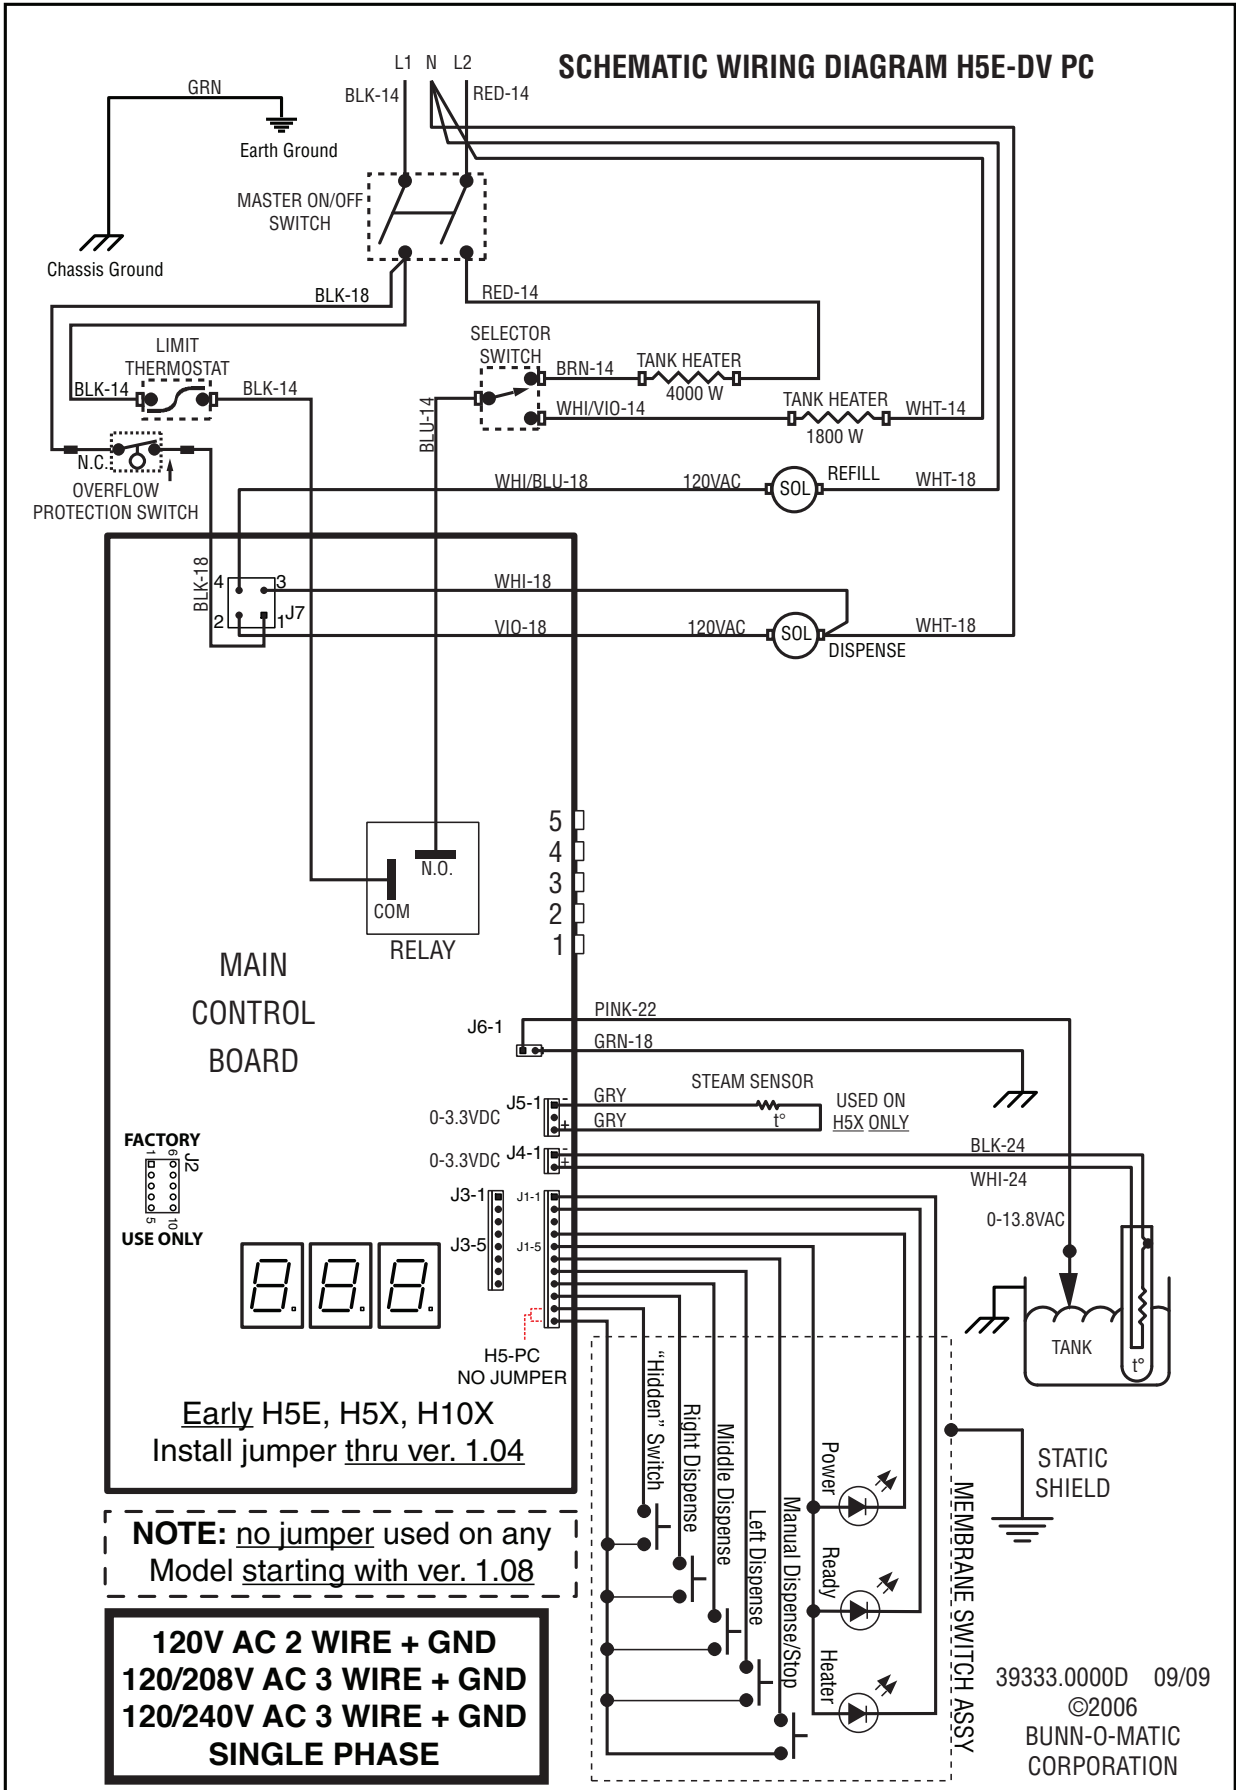 SCHEMATIC WIRING DIAGRAM H5E-DV PC
L1 N L2
GRN
BLK-14
RED-14
Earth Ground
MASTER ON/OFF
SWITCH
Chassis Ground
BLK-18
RED-14
LIMIT
THERMOSTAT
SELECTOR
SWITCH
BRN-14
TANK HEATER
4000 W
BLK-14
BLK-14
BLU-14
WHI/VIO-14
TANK HEATER
1800 W
WHT-14
N.C.
OVERFLOW
PROTECTION SWITCH
WHI/BLU-18
120VAC
SOL
REFILL
WHT-18
BLK-18
4
3
2
1
J7
WHI-18
VIO-18
120VAC
SOL
DISPENSE
WHT-18
5
4
3
2
1
N.O.
COM
RELAY
MAIN
CONTROL
BOARD
J6-1
PINK-22
GRN-18
J5-1
0-3.3VDC
-
+
GRY
GRY
STEAM SENSOR
t°
USED ON
H5X ONLY
J4-1
0-3.3VDC
-
+
BLK-24
WHI-24
FACTORY
1
6
J2
5
10
USE ONLY
J3-1
J3-5
J1-1
J1-5
0-13.8VAC
TANK
t°
8.8.8.
H5-PC
NO JUMPER
Early H5E, H5X, H10X
Install jumper thru ver. 1.04
NOTE: no jumper used on any
Model starting with ver. 1.08
120V AC 2 WIRE + GND
120/208V AC 3 WIRE + GND
120/240V AC 3 WIRE + GND
SINGLE PHASE
"Hidden" Switch
Right Dispense
Middle Dispense
Left Dispense
Manual Dispense/Stop
Power
Ready
Heater
MEMBRANE SWITCH ASSY
STATIC
SHIELD
39333.0000D 09/09
©2006
BUNN-O-MATIC
CORPORATION